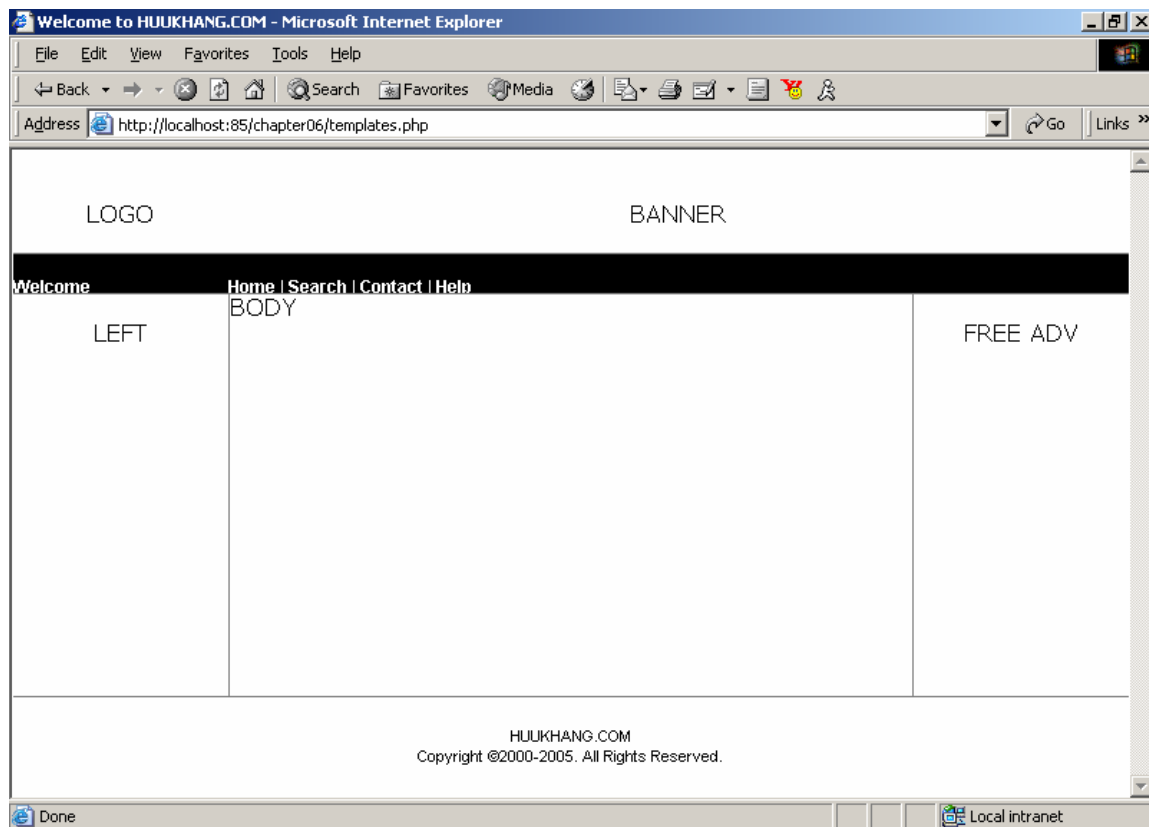 Welcome to HUUKHANG.COM - Microsoft Internet Explorer
File Edit View Favorites Tools Help
Back Search Favorites Media
Address http://localhost:85/chapter06/templates.php Go Links »
LOGO BANNER
Welcome Home | Search | Contact | Help
BODY
LEFT FREE ADV
HUUKHANG.COM
Copyright ©2000-2005. All Rights Reserved.
Done Local intranet